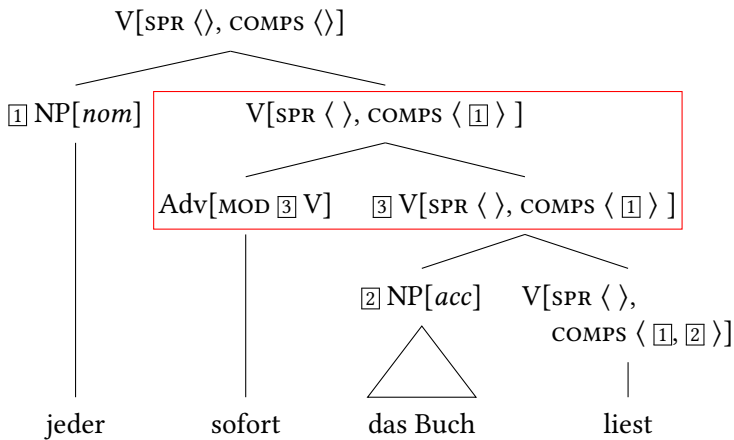 V[SPR ⟨⟩, COMPS ⟨⟩]
1 NP[nom] V[SPR ⟨ ⟩, COMPS ⟨ 1 ⟩ ]
Adv[MOD 3 V] 3 V[SPR ⟨ ⟩, COMPS ⟨ 1 ⟩ ]
2 NP[acc] V[SPR ⟨ ⟩,
COMPS ⟨ 1, 2 ⟩]
jeder sofort das Buch liest